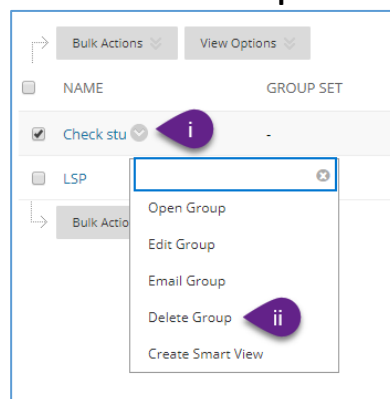 Bulk Actions View Options
NAME GROUP SET
Check stu i -
LSP
Bulk Actio
Open Group
Edit Group
Email Group
Delete Group ii
Create Smart View